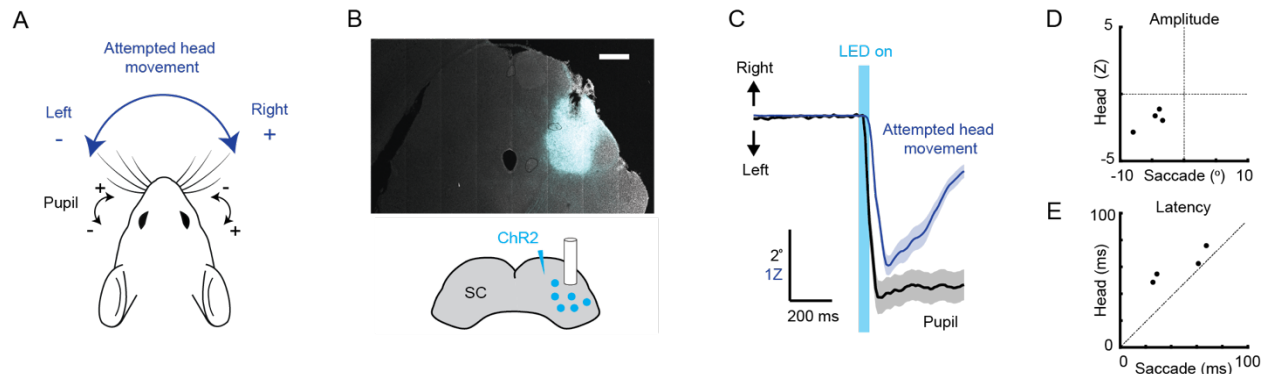 A
Attempted head
movement
Left
-
Right
+
Pupil
+
-
-
+
B
ChR2
SC
C
LED on
Right
Left
Attempted head
movement
2°
1Z
200 ms
Pupil
D
Amplitude
5
Head (Z)
-5
-10
Saccade (°)
10
E
Latency
100
Head (ms)
0
0
Saccade (ms)
100